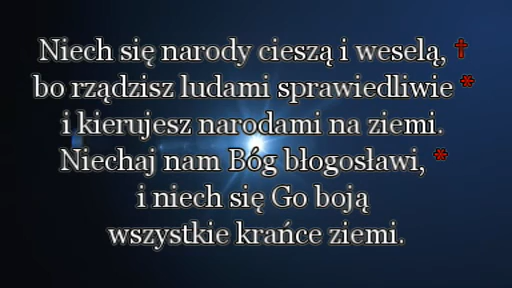 Niech się narody cieszą i weselą, †
bo rządzisz ludami sprawiedliwie *
i kierujesz narodami na ziemi.
Niechaj nam Bóg błogosławi, *
i niech się Go boją
wszystkie krańce ziemi.